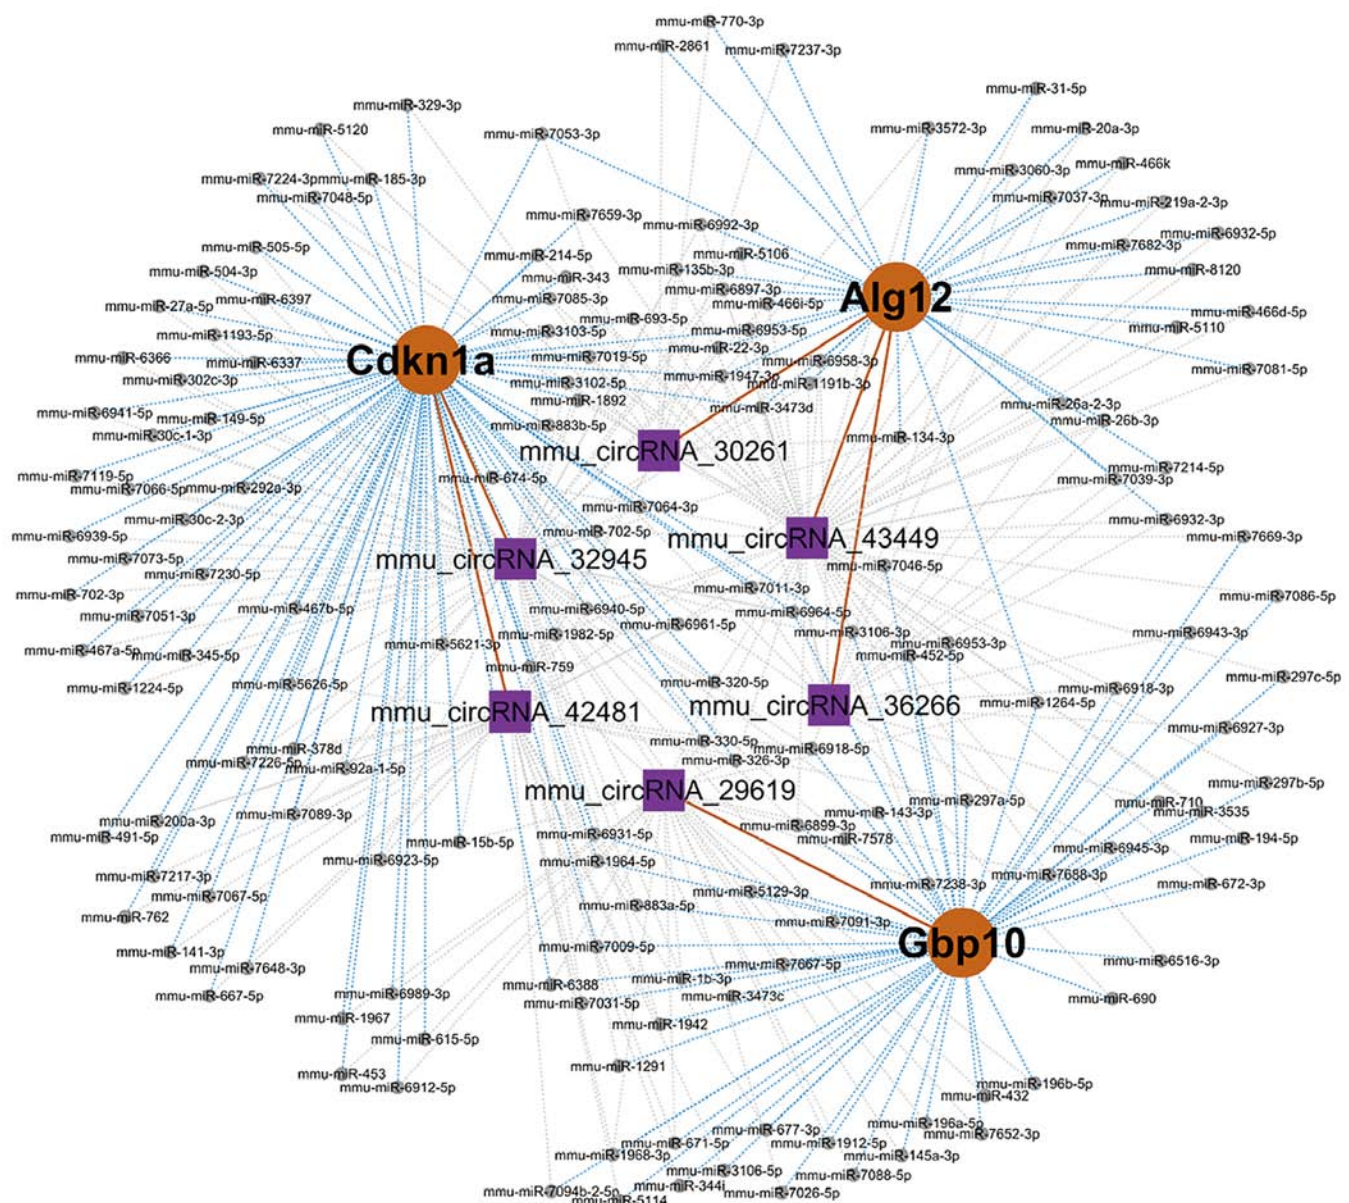 mmu-miR-770-3p
mmu-miR-2861
mmu-miR-7237-3p
mmu-miR-31-5p
mmu-miR-329-3p
mmu-miR-5120
mmu-miR-7053-3p
mmu-miR-3572-3p
mmu-miR-20a-3p
mmu-miR-3060-3p
mmu-miR-466k
mmu-miR-7224-3p
mmu-miR-185-3p
mmu-miR-7048-5p
mmu-miR-7037-3p
mmu-miR-219a-2-3p
mmu-miR-7659-3p
mmu-miR-6992-3p
mmu-miR-6932-5p
mmu-miR-505-5p
mmu-miR-214-5p
mmu-miR-5106
mmu-miR-7682-3p
mmu-miR-504-3p
mmu-miR-343
mmu-miR-135b-3p
mmu-miR-8120
mmu-miR-27a-5p
mmu-miR-6397
mmu-miR-7085-3p
mmu-miR-6897-3p
mmu-miR-466i-5p
Alg12
mmu-miR-466d-5p
mmu-miR-693-5p
mmu-miR-1193-5p
mmu-miR-3103-5p
mmu-miR-6953-5p
mmu-miR-5110
mmu-miR-6366
mmu-miR-6337
Cdkn1a
mmu-miR-7019-5p
mmu-miR-22-3p
mmu-miR-6958-3p
mmu-miR-7081-5p
mmu-miR-302c-3p
mmu-miR-3102-5p
mmu-miR-1947-3p
mmu-miR-1191b-3p
mmu-miR-1892
mmu-miR-3473d
mmu-miR-26a-2-3p
mmu-miR-6941-5p
mmu-miR-149-5p
mmu-miR-883b-5p
mmu-miR-26b-3p
mmu-miR-30c-1-3p
mmu-miR-134-3p
mmu_circRNA_30261
mmu-miR-7119-5p
mmu-miR-7066-5p
mmu-miR-292a-3p
mmu-miR-674-5p
mmu-miR-7214-5p
mmu-miR-7039-3p
mmu-miR-7064-3p
mmu-miR-30c-2-3p
mmu-miR-702-5p
mmu-miR-6932-3p
mmu-miR-6939-5p
mmu_circRNA_43449
mmu-miR-7669-3p
mmu-miR-7073-5p
mmu_circRNA_32945
mmu-miR-7046-5p
mmu-miR-7230-5p
mmu-miR-7011-3p
mmu-miR-702-3p
mmu-miR-7086-5p
mmu-miR-7051-3p
mmu-miR-467b-5p
mmu-miR-6940-5p
mmu-miR-6964-5p
mmu-miR-6961-5p
mmu-miR-1982-5p
mmu-miR-3106-3p
mmu-miR-6943-3p
mmu-miR-467a-5p
mmu-miR-345-5p
mmu-miR-5621-3p
mmu-miR-6953-3p
mmu-miR-452-5p
mmu-miR-759
mmu-miR-1224-5p
mmu-miR-5626-5p
mmu-miR-320-5p
mmu-miR-297c-5p
mmu-miR-6918-3p
mmu_circRNA_42481
mmu_circRNA_36266
mmu-miR-1264-5p
mmu-miR-6927-3p
mmu-miR-378d
mmu-miR-330-5p
mmu-miR-6918-5p
mmu-miR-7226-5p
mmu-miR-92a-1-5p
mmu-miR-326-3p
mmu-miR-297b-5p
mmu_circRNA_29619
mmu-miR-297a-5p
mmu-miR-710
mmu-miR-7089-3p
mmu-miR-143-3p
mmu-miR-3535
mmu-miR-200a-3p
mmu-miR-6899-3p
mmu-miR-491-5p
mmu-miR-15b-5p
mmu-miR-6931-5p
mmu-miR-7578
mmu-miR-194-5p
mmu-miR-6945-3p
mmu-miR-6923-5p
mmu-miR-1964-5p
mmu-miR-7217-3p
mmu-miR-7238-3p
mmu-miR-7688-3p
mmu-miR-672-3p
mmu-miR-7067-5p
mmu-miR-5129-3p
mmu-miR-883a-5p
mmu-miR-762
mmu-miR-7091-3p
Gbp10
mmu-miR-141-3p
mmu-miR-7009-5p
mmu-miR-7648-3p
mmu-miR-7667-5p
mmu-miR-6516-3p
mmu-miR-667-5p
mmu-miR-6989-3p
mmu-miR-6388
mmu-miR-1b-3p
mmu-miR-3473c
mmu-miR-690
mmu-miR-7031-5p
mmu-miR-1967
mmu-miR-1942
mmu-miR-615-5p
mmu-miR-1291
mmu-miR-453
mmu-miR-6912-5p
mmu-miR-196b-5p
mmu-miR-432
mmu-miR-196a-5p
mmu-miR-677-3p
mmu-miR-7652-3p
mmu-miR-671-5p
mmu-miR-1912-5p
mmu-miR-1968-3p
mmu-miR-145a-3p
mmu-miR-3106-5p
mmu-miR-7088-5p
mmu-miR-344i
mmu-miR-7094b-2-5p
mmu-miR-7026-5p
mmu-miR-5114